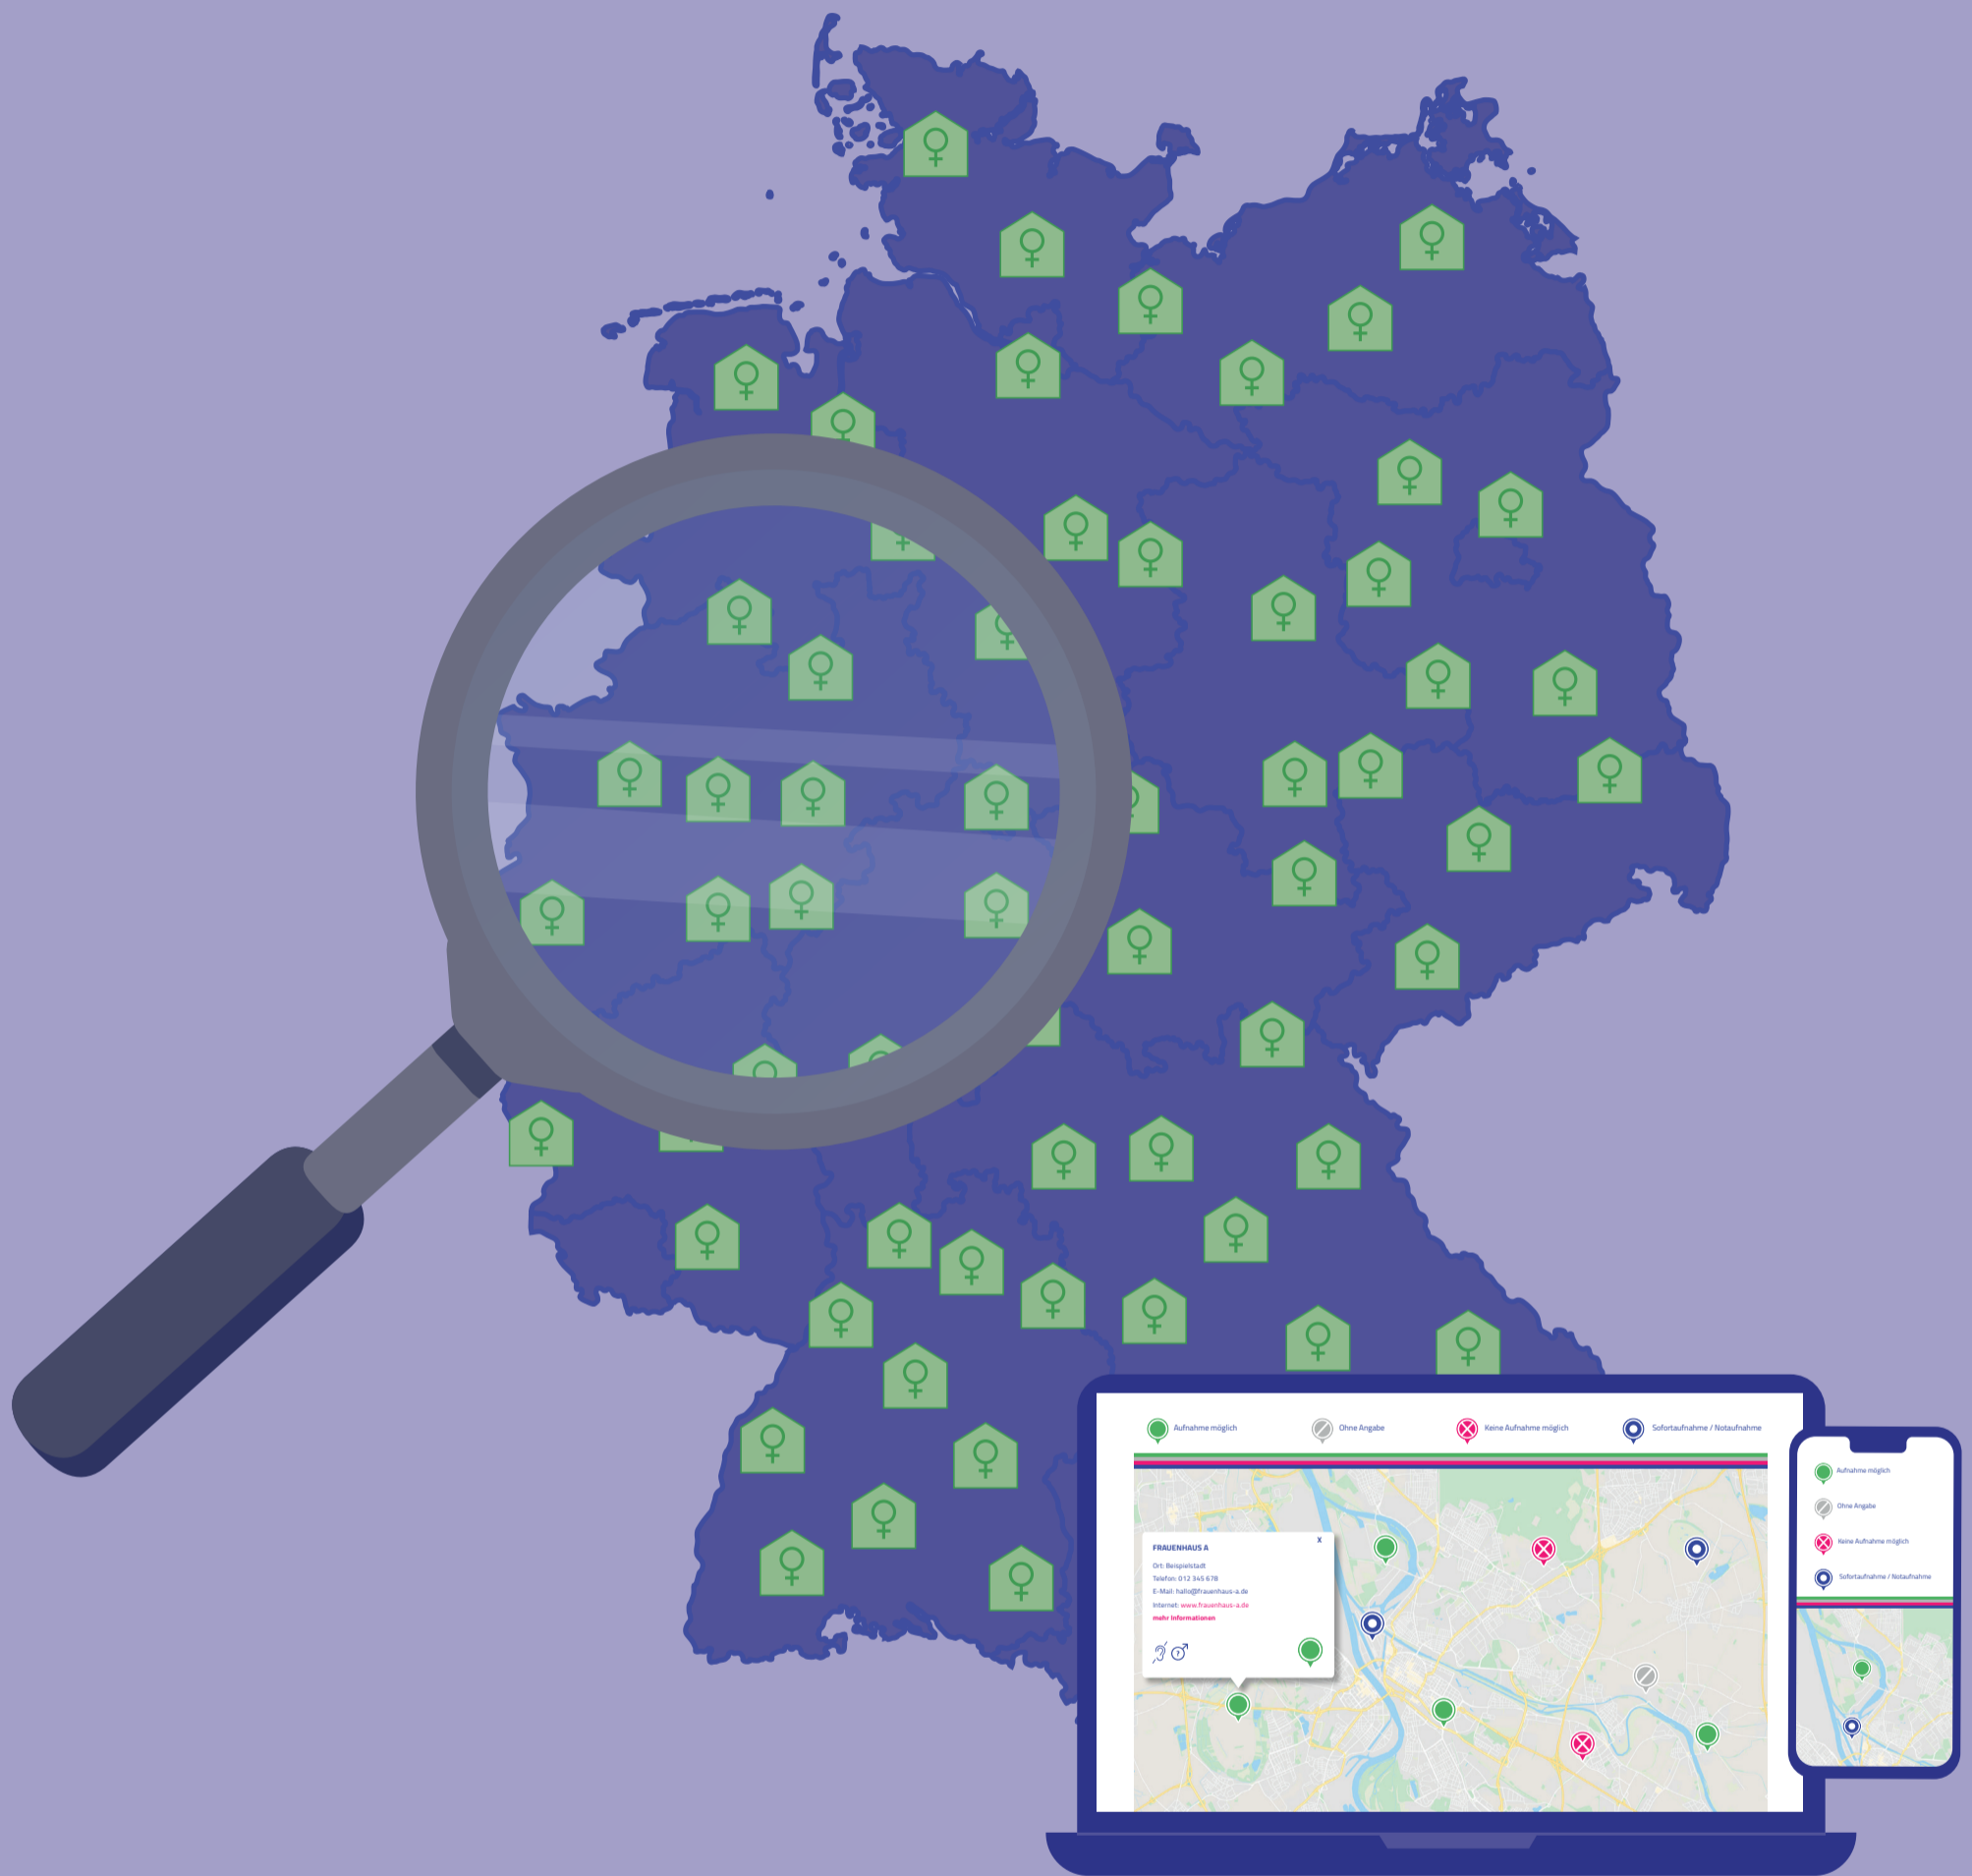 Aufnahme möglich
Ohne Angabe
Keine Aufnahme möglich
Sofortaufnahme / Notaufnahme
FRAUENHAUS A
X
Ort: Beispielstadt
Telefon: 012 345 678
E-Mail: hallo@frauenhaus-a.de
Internet: www.frauenhaus-a.de
mehr Informationen
?
Aufnahme möglich
Ohne Angabe
Keine Aufnahme möglich
Sofortaufnahme / Notaufnahme